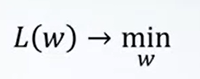 L(w) → min
w